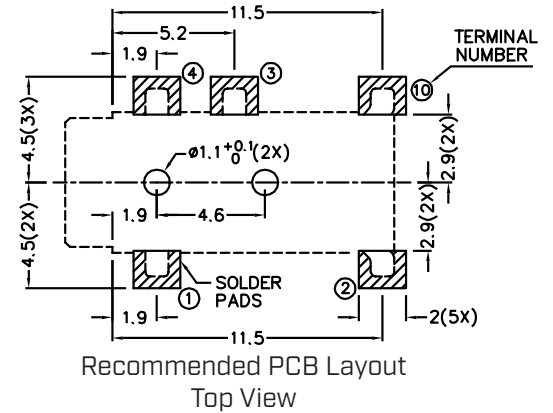 11.5
5.2
1.9
TERMINAL
NUMBER
4
3
10
4.5(3X)
2.9(2X)
ø1.1 +0.1 0 (2X)
1.9
4.6
4.5(2X)
2.9(2X)
SOLDER
PADS
1
2
1.9
2(5X)
11.5
Recommended PCB Layout
Top View